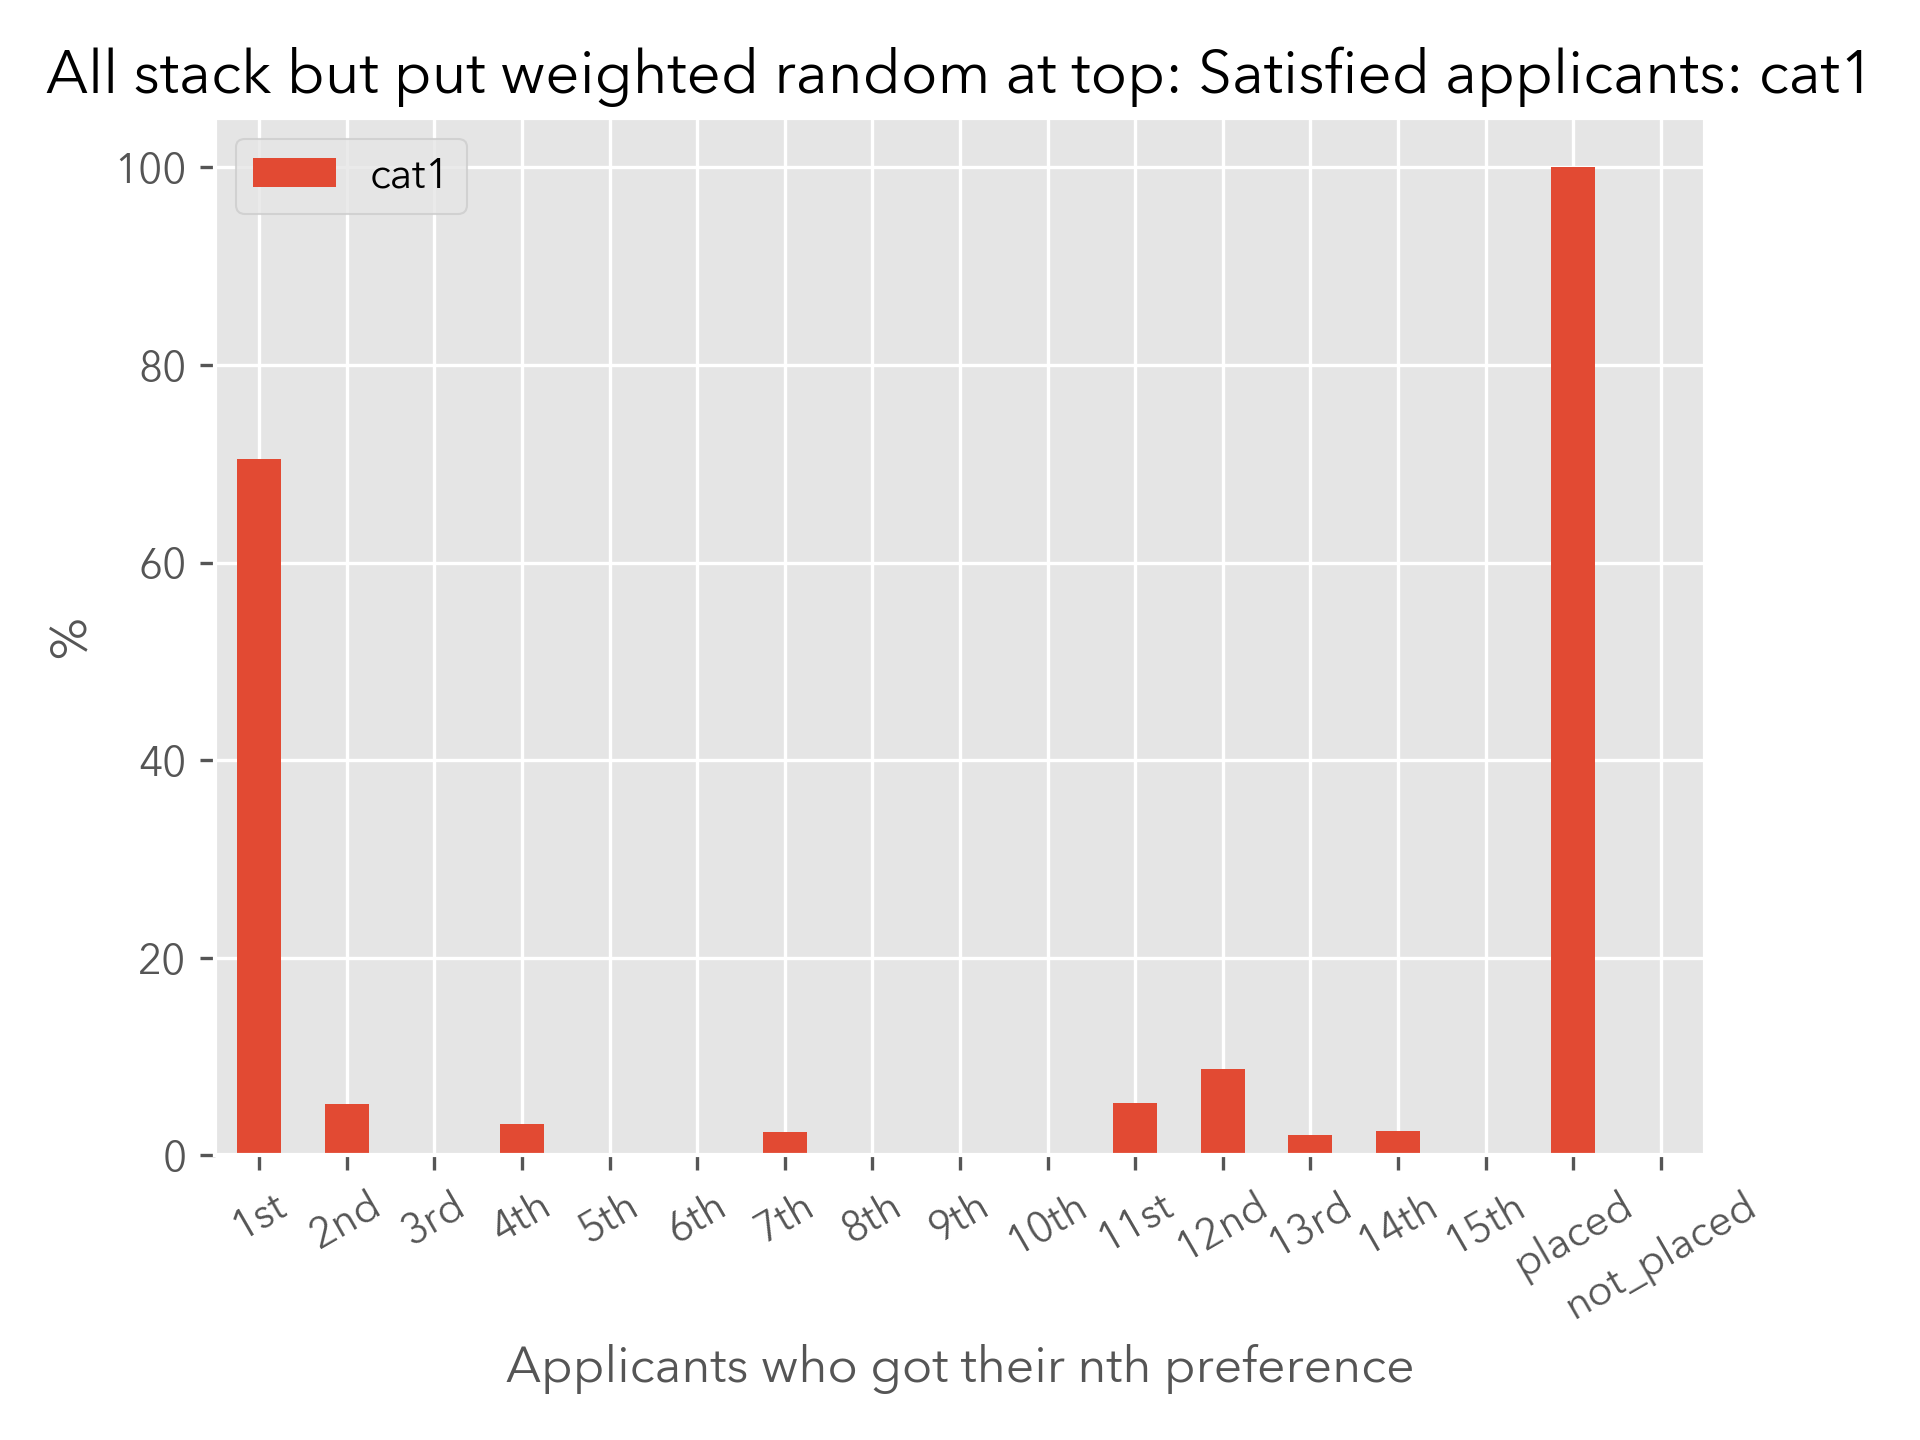 All stack but put weighted random at top: Satisfied applicants: cat1
cat1
100
80
60
40
20
0
%
1st
2nd
3rd
4th
5th
6th
7th
8th
9th
10th
11st
12nd
13rd
14th
15th
placed
not_placed
Applicants who got their nth preference